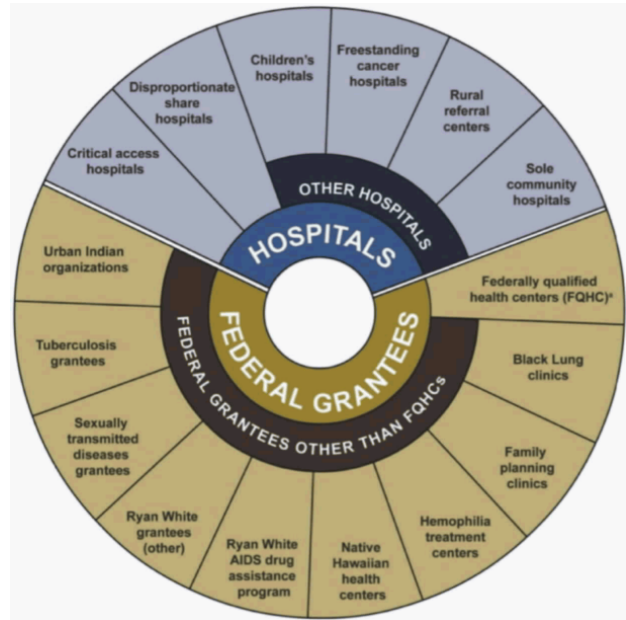 Children's
hospitals
Freestanding
cancer
hospitals
Disproportionate
share
hospitals
Rural
referral
centers
Critical access
hospitals
Sole
community
hospitals
OTHER HOSPITALS
HOSPITALS
Urban Indian
organizations
Federally qualified
health centers (FQHC)ª
FEDERAL GRANTEES
FEDERAL GRANTEES OTHER THAN FQHCs
Tuberculosis
grantees
Black Lung
clinics
Sexually
transmitted
diseases
grantees
Family
planning
clinics
Ryan White
grantees
(other)
Ryan White
AIDS drug
assistance
program
Native
Hawaiian
health
centers
Hemophilia
treatment
centers